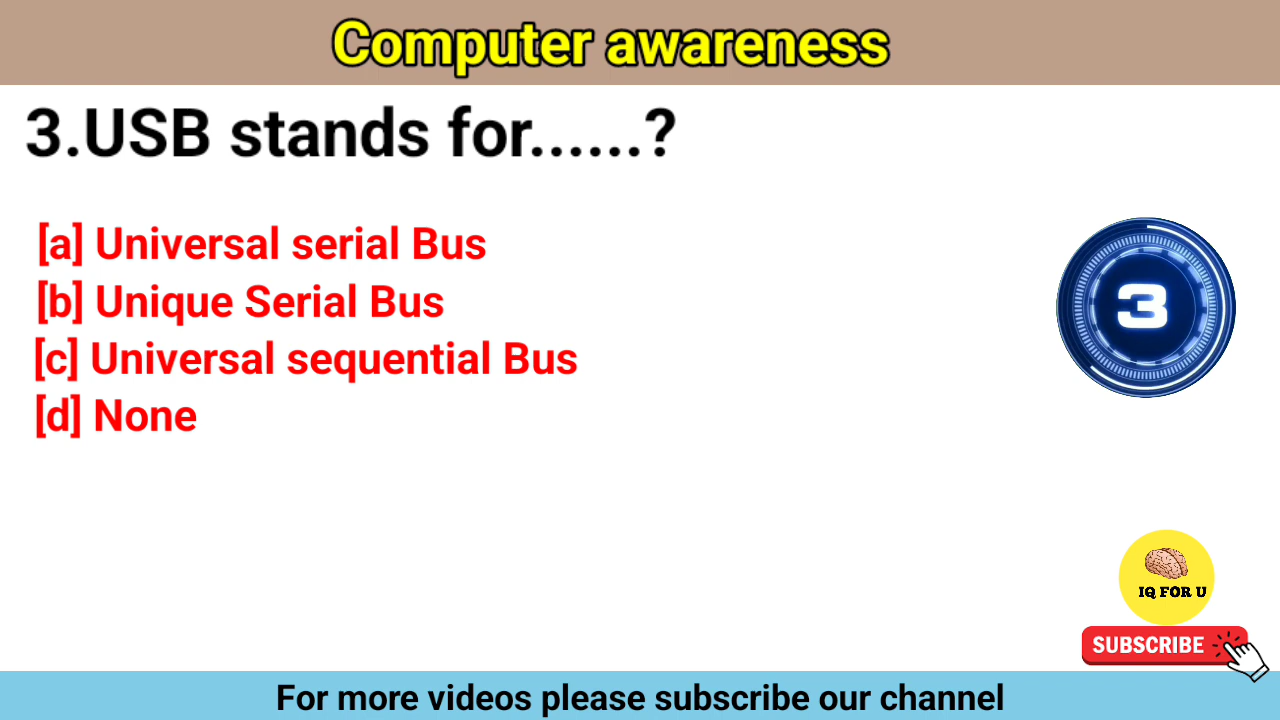 Computer awareness
3.USB stands for......?
[a] Universal serial Bus
[b] Unique Serial Bus
[c] Universal sequential Bus
[d] None
3
IQ FOR U
SUBSCRIBE
For more videos please subscribe our channel